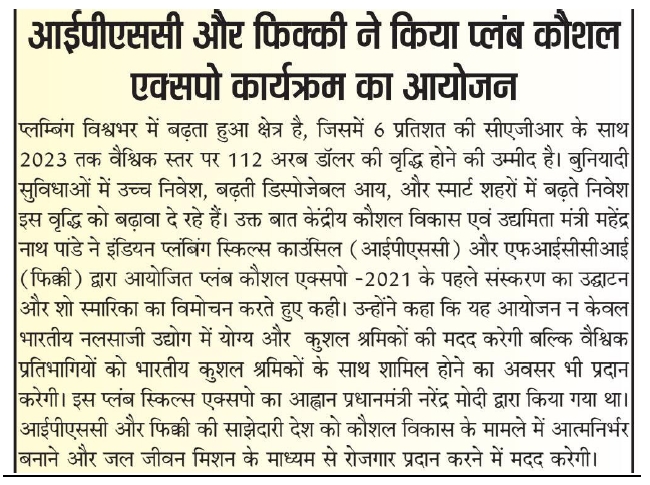 आईपीएससी और फिक्की ने किया प्लंब कौशल
एक्सपो कार्यक्रम का आयोजन
प्लम्बिंग विश्वभर में बढ़ता हुआ क्षेत्र है, जिसमें 6 प्रतिशत की सीएजीआर के साथ
2023 तक वैश्विक स्तर पर 112 अरब डॉलर की वृद्धि होने की उम्मीद है। बुनियादी
सुविधाओं में उच्च निवेश, बढ़ती डिस्पोजेबल आय, और स्मार्ट शहरों में बढ़ते निवेश
इस वृद्धि को बढ़ावा दे रहे हैं। उक्त बात केंद्रीय कौशल विकास एवं उद्यमिता मंत्री महेंद्र
नाथ पांडे ने इंडियन प्लंबिंग स्किल्स काउंसिल (आईपीएससी) और एफआईसीसीआई
(फिक्की) द्वारा आयोजित प्लंब कौशल एक्सपो -2021 के पहले संस्करण का उद्घाटन
और शो स्मारिका का विमोचन करते हुए कही। उन्होंने कहा कि यह आयोजन न केवल
भारतीय नलसाजी उद्योग में योग्य और कुशल श्रमिकों की मदद करेगी बल्कि वैश्विक
प्रतिभागियों को भारतीय कुशल श्रमिकों के साथ शामिल होने का अवसर भी प्रदान
करेगी। इस प्लंब स्किल्स एक्सपो का आह्वान प्रधानमंत्री नरेंद्र मोदी द्वारा किया गया था।
आईपीएससी और फिक्की की साझेदारी देश को कौशल विकास के मामले में आत्मनिर्भर
बनाने और जल जीवन मिशन के माध्यम से रोजगार प्रदान करने में मदद करेगी।